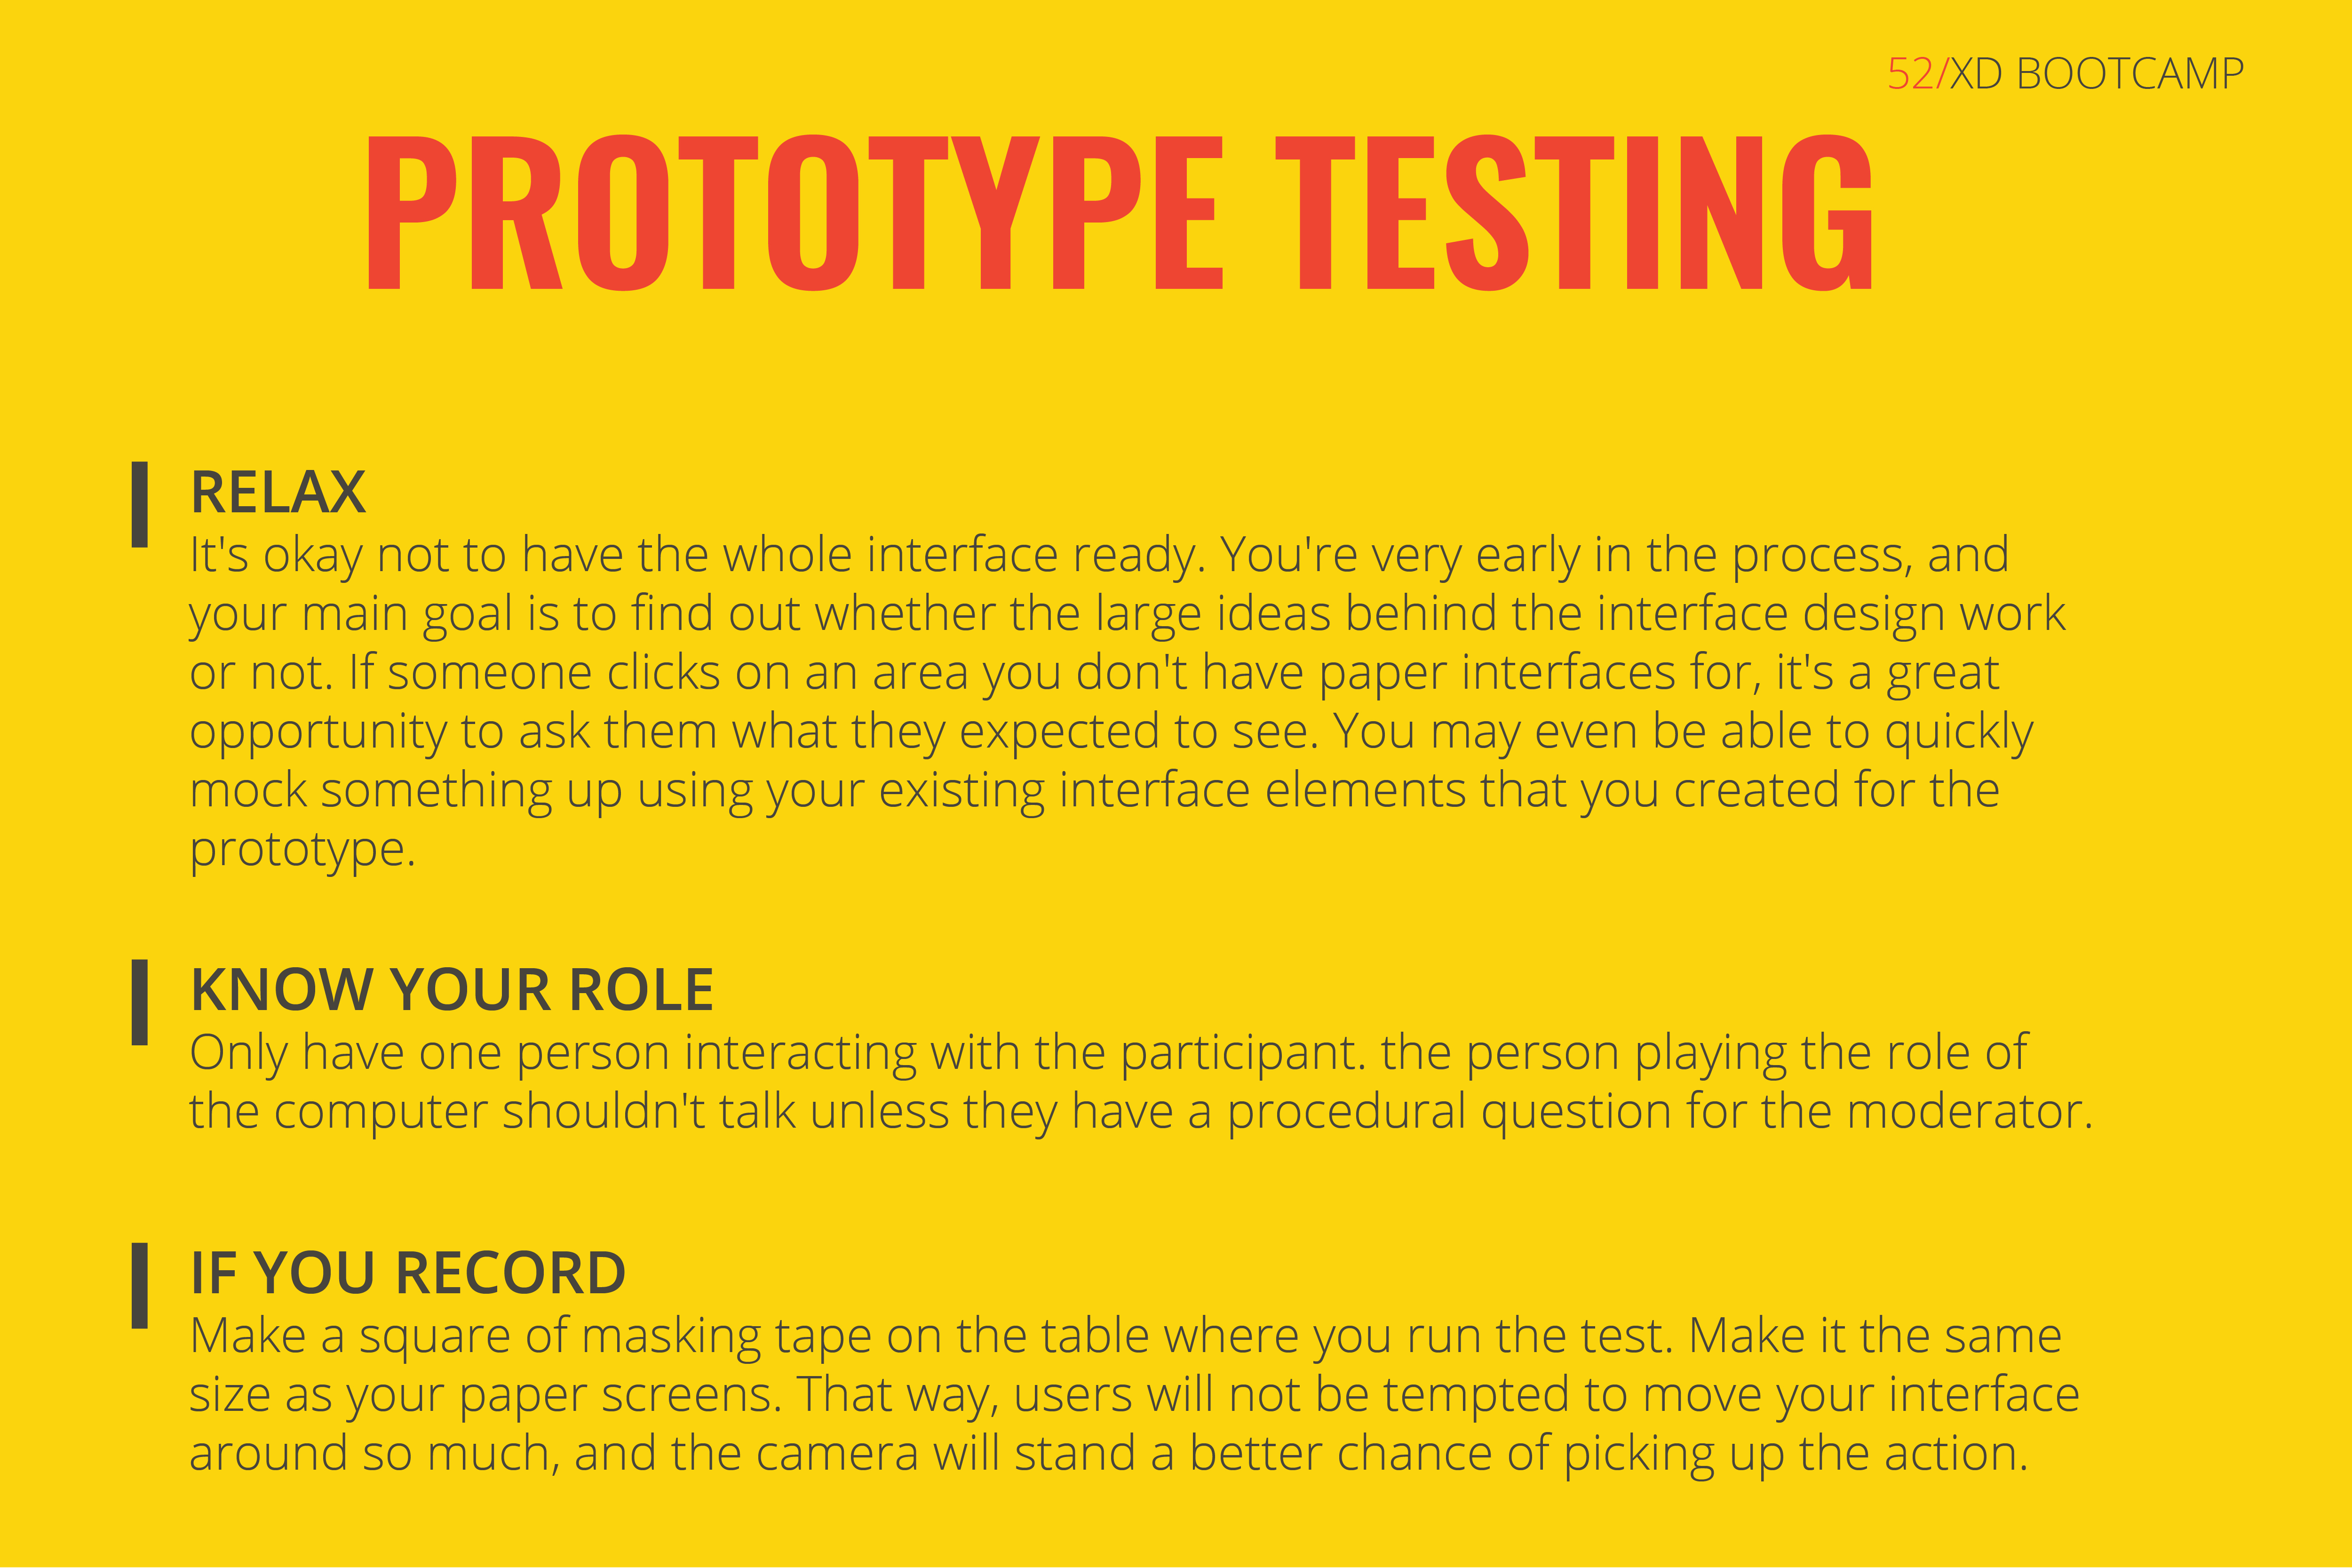 52/XD BOOTCAMP
PROTOTYPE TESTING
RELAX
It's okay not to have the whole interface ready. You're very early in the process, and
your main goal is to find out whether the large ideas behind the interface design work
or not. If someone clicks on an area you don't have paper interfaces for, it's a great
opportunity to ask them what they expected to see. You may even be able to quickly
mock something up using your existing interface elements that you created for the
prototype.
KNOW YOUR ROLE
Only have one person interacting with the participant. the person playing the role of
the computer shouldn't talk unless they have a procedural question for the moderator.
IF YOU RECORD
Make a square of masking tape on the table where you run the test. Make it the same
size as your paper screens. That way, users will not be tempted to move your interface
around so much, and the camera will stand a better chance of picking up the action.